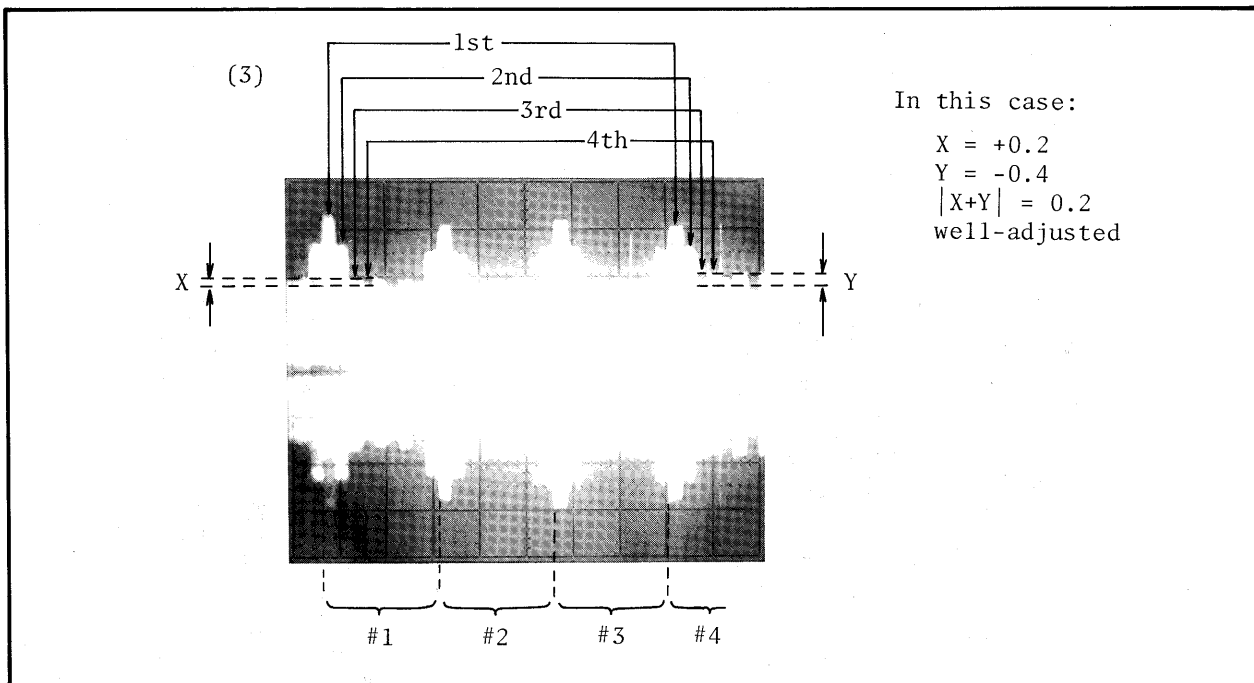 (3)
1st
2nd
3rd
4th
In this case:
X = +0.2
Y = -0.4
|X+Y| = 0.2
well-adjusted
X
Y
#1 #2 #3 #4